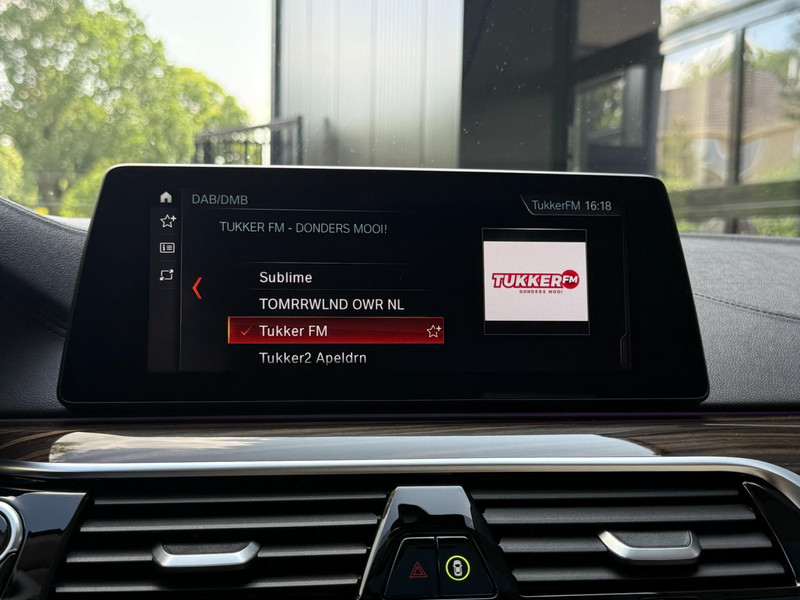 DAB/DMB
TukkerFM 16:18
TUKKER FM - DONDERS MOOI!
Sublime
TOMRRWLND OWR NL
Tukker FM
Tukker2 Apeldrn
TUKKER FM
DONDERS MOOI